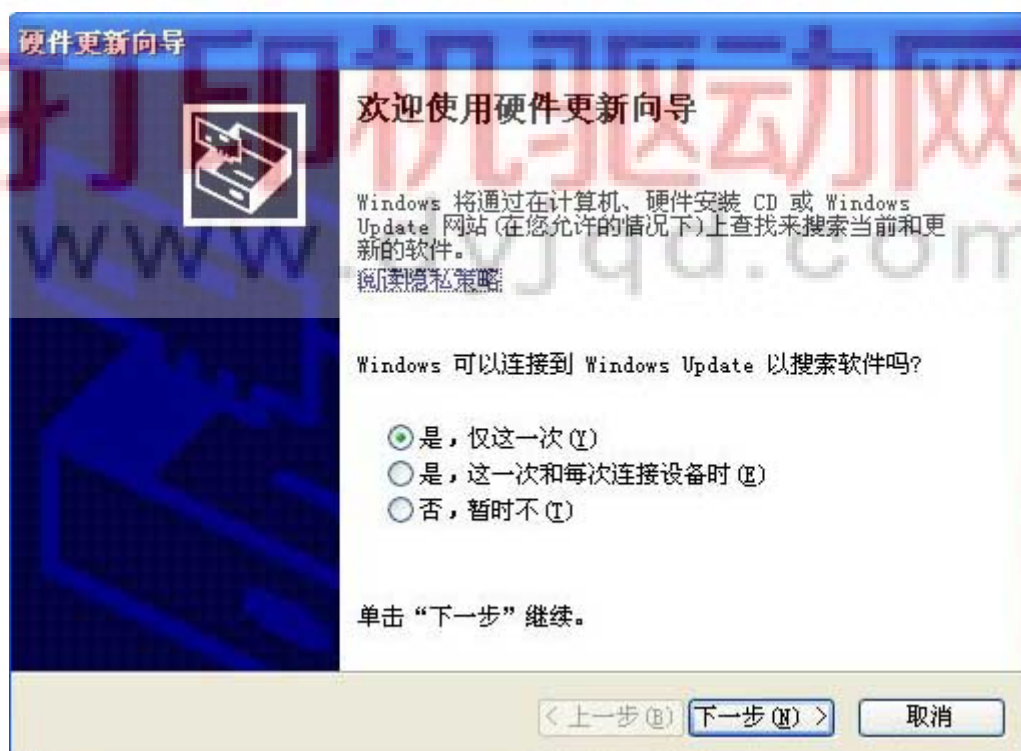 硬件更新向导
打印机驱动网
欢迎使用硬件更新向导
Windows 将通过在计算机、硬件安装 CD 或 Windows
Update 网站(在您允许的情况下)上查找来搜索当前和更
新的软件。
阅读隐私策略
Windows 可以连接到 Windows Update 以搜索软件吗?
是，仅这一次(Y)
是，这一次和每次连接设备时(E)
否，暂时不(T)
单击“下一步”继续。
< 上一步(B)
下一步(N) >
取消